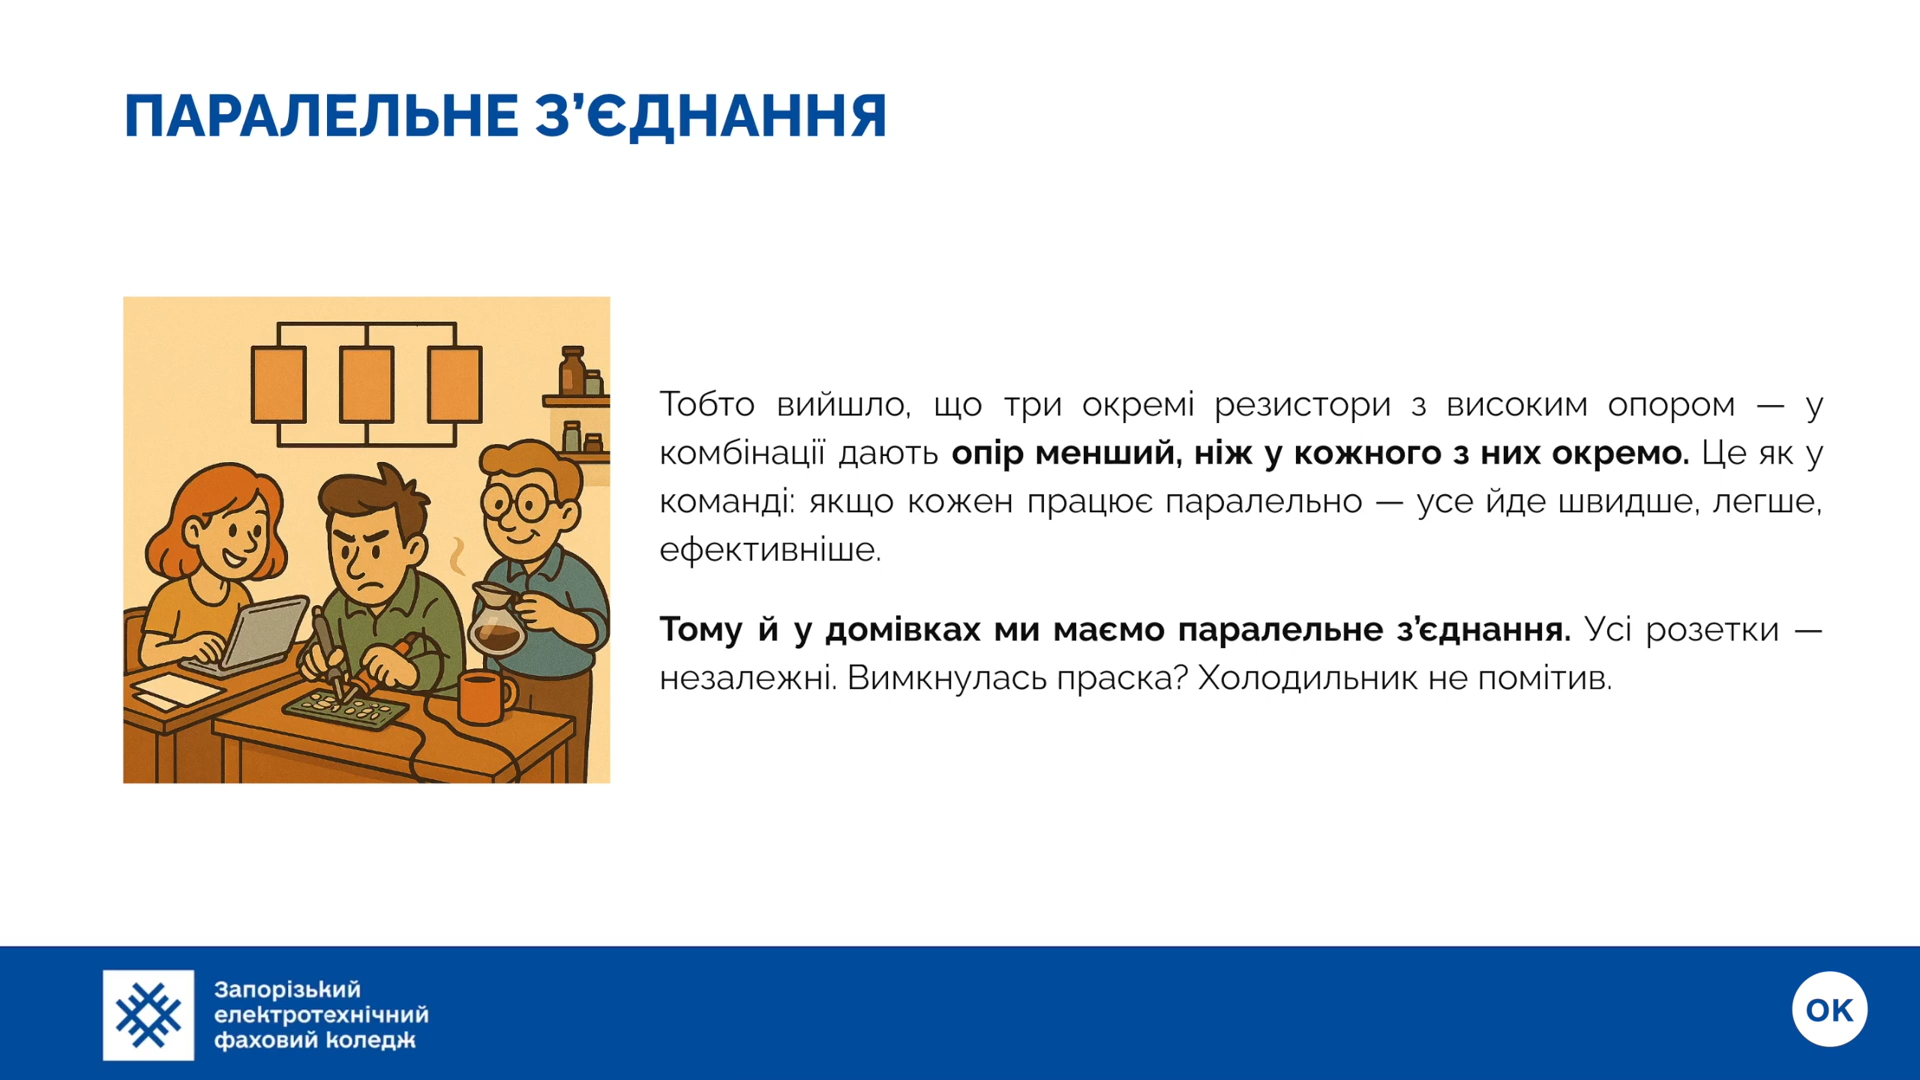 ПАРАЛЕЛЬНЕ З’ЄДНАННЯ
Тобто вийшло, що три окремі резистори з високим опором — у
комбінації дають опір менший, ніж у кожного з них окремо. Це як у
команді: якщо кожен працює паралельно — усе йде швидше, легше,
ефективніше.
Тому й у домівках ми маємо паралельне з’єднання. Усі розетки —
незалежні. Вимкнулась праска? Холодильник не помітив.
Запорізький
електротехнічний
фаховий коледж
ОК